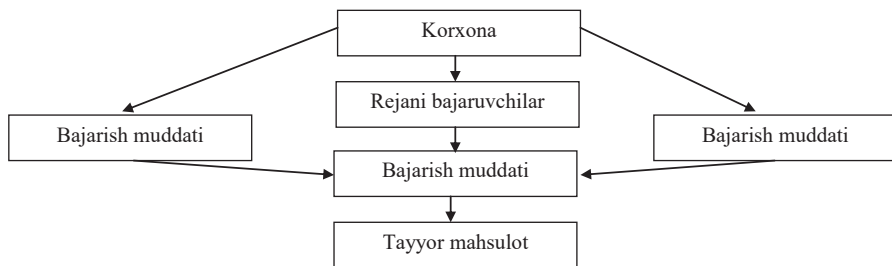 Korxona
Rejani bajaruvchilar
Bajarish muddati
Bajarish muddati
Bajarish muddati
Tayyor mahsulot